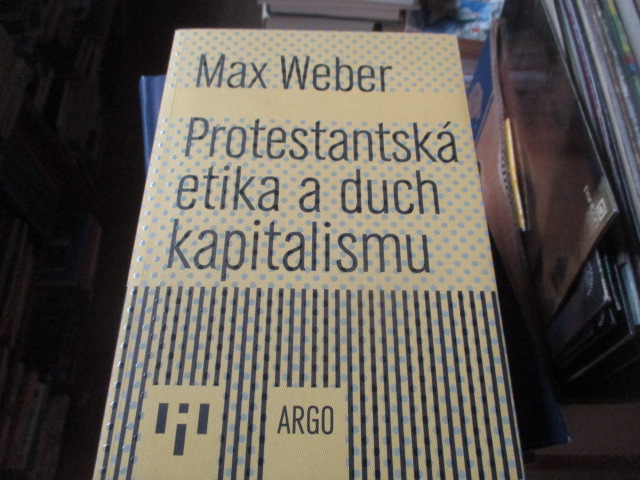 Max Weber
Protestantská
etika a duch
kapitalismu
ARGO